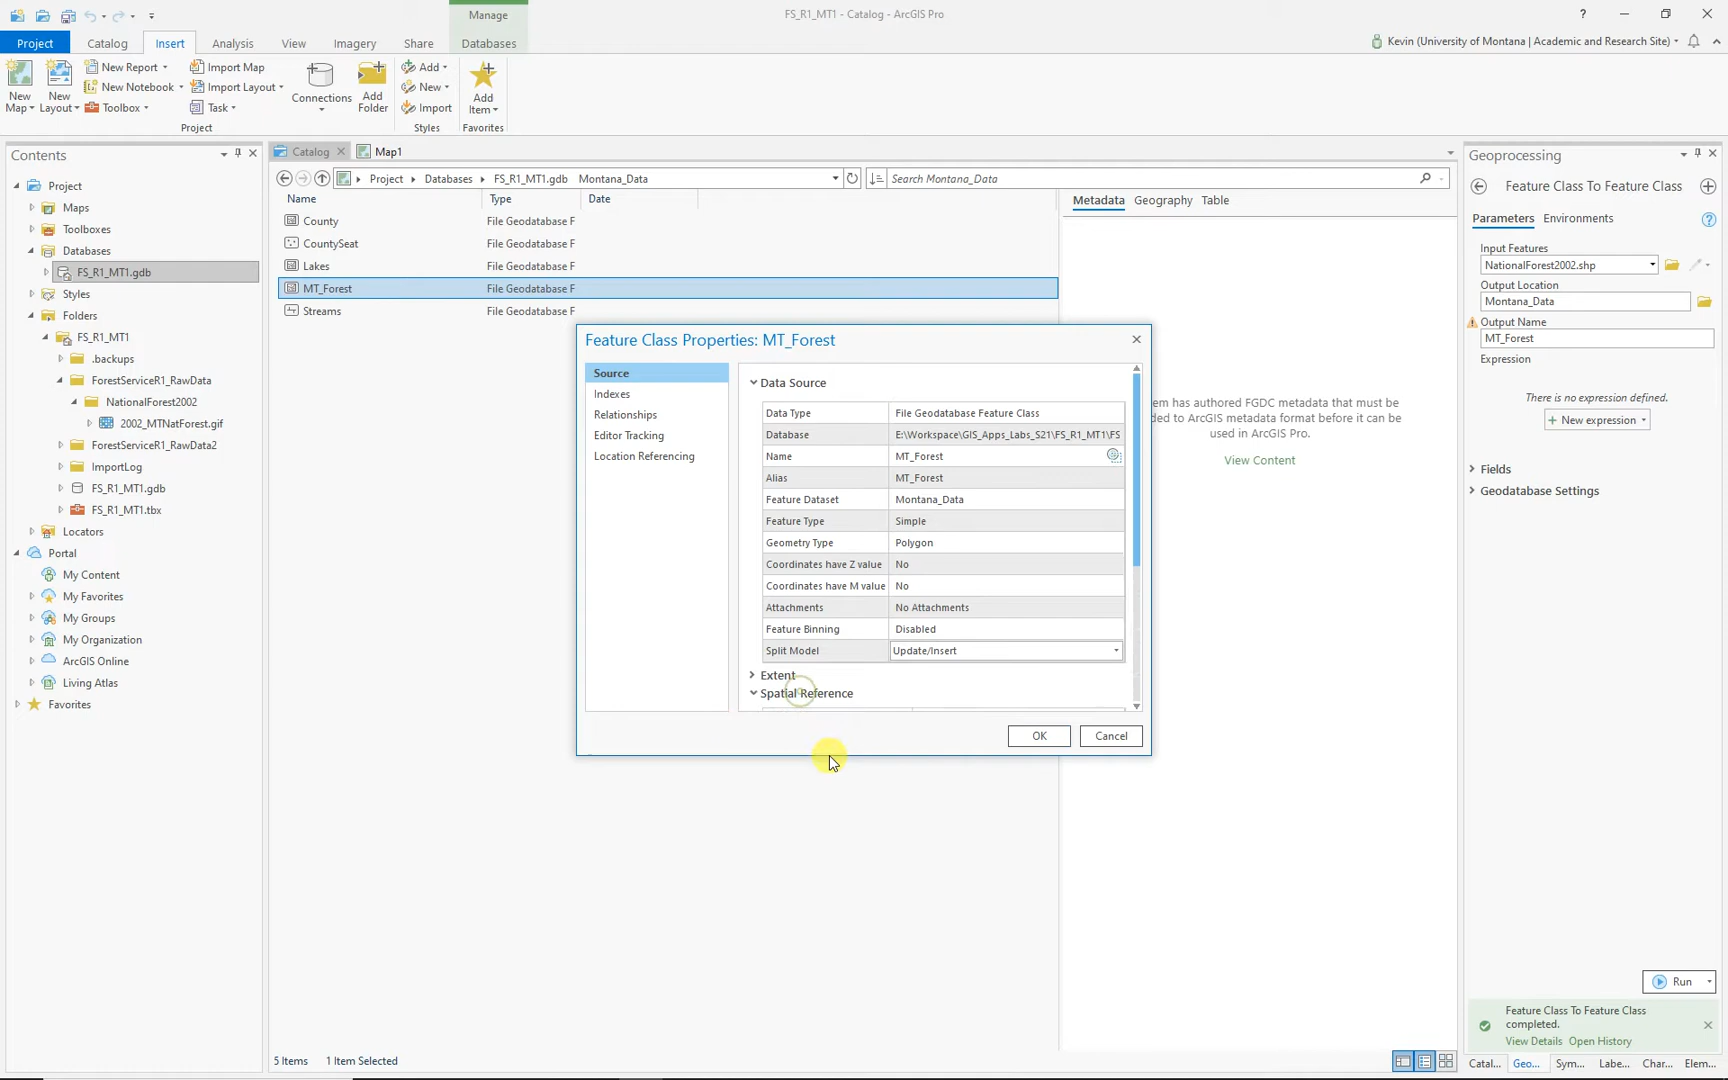 Manage
FS_R1_MT1 - Catalog - ArcGIS Pro
?
Project Catalog Insert Analysis View Imagery Share Databases
Kevin (University of Montana | Academic and Research Site)
New Map
New Layout
New Report
New Notebook
Toolbox
Import Map
Import Layout
Task
Connections
Add Folder
Add
New
Import
Add Item
Project
Styles
Favorites
Contents
Project
Maps
Toolboxes
Databases
FS_R1_MT1.gdb
Styles
Folders
FS_R1_MT1
.backups
ForestServiceR1_RawData
NationalForest2002
2002_MTNatForest.gif
ForestServiceR1_RawData2
ImportLog
FS_R1_MT1.gdb
FS_R1_MT1.tbx
Locators
Portal
My Content
My Favorites
My Groups
My Organization
ArcGIS Online
Living Atlas
Favorites
Catalog
Map1
Project Databases FS_R1_MT1.gdb Montana_Data
Search Montana_Data
Name Type Date
County File Geodatabase F
CountySeat File Geodatabase F
Lakes File Geodatabase F
MT_Forest File Geodatabase F
Streams File Geodatabase F
Metadata Geography Table
em has authored FGDC metadata that must be
ded to ArcGIS metadata format before it can be
used in ArcGIS Pro.
View Content
Feature Class Properties: MT_Forest
Source
Indexes
Relationships
Editor Tracking
Location Referencing
Data Source
Data Type File Geodatabase Feature Class
Database E:\Workspace\GIS_Apps_Labs_S21\FS_R1_MT1\FS
Name MT_Forest
Alias MT_Forest
Feature Dataset Montana_Data
Feature Type Simple
Geometry Type Polygon
Coordinates have Z value No
Coordinates have M value No
Attachments No Attachments
Feature Binning Disabled
Split Model Update/Insert
Extent
Spatial Reference
OK Cancel
5 Items 1 Item Selected
Geoprocessing
Feature Class To Feature Class
Parameters Environments
?
Input Features
NationalForest2002.shp
Output Location
Montana_Data
Output Name
MT_Forest
Expression
There is no expression defined.
New expression
Fields
Geodatabase Settings
Run
Feature Class To Feature Class
completed.
View Details Open History
Catal... Geo... Sym... Labe... Char... Elem...